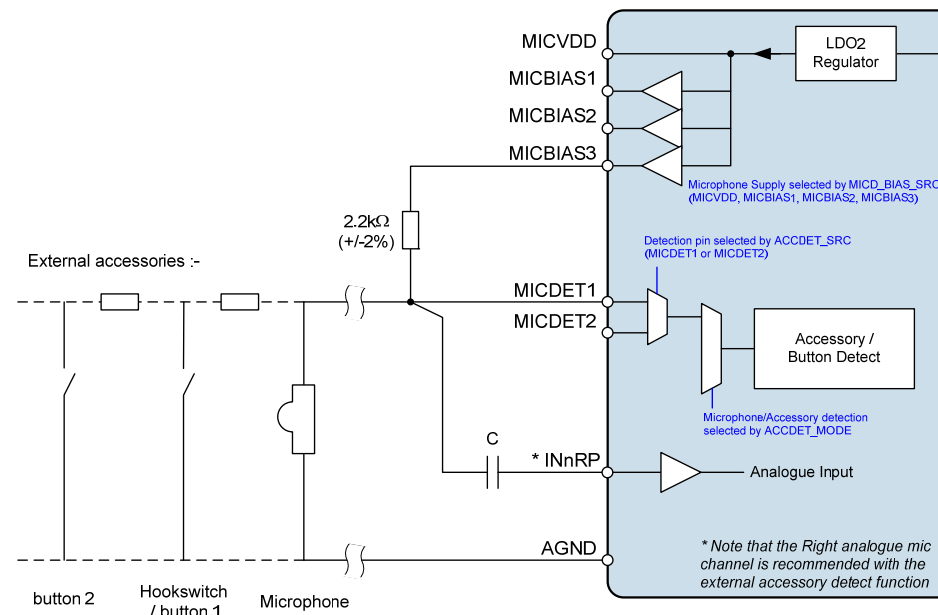 MICVDD
LDO2
Regulator
MICBIAS1
MICBIAS2
MICBIAS3
Microphone Supply selected by MICD_BIAS_SRC
(MICVDD, MICBIAS1, MICBIAS2, MICBIAS3)
2.2kΩ
(+/-2%)
Detection pin selected by ACCDET_SRC
(MICDET1 or MICDET2)
External accessories :-
MICDET1
MICDET2
Accessory /
Button Detect
Microphone/Accessory detection
selected by ACCDET_MODE
C
* INnRP
Analogue Input
AGND
* Note that the Right analogue mic
channel is recommended with the
external accessory detect function
button 2
Hookswitch
/ button 1
Microphone